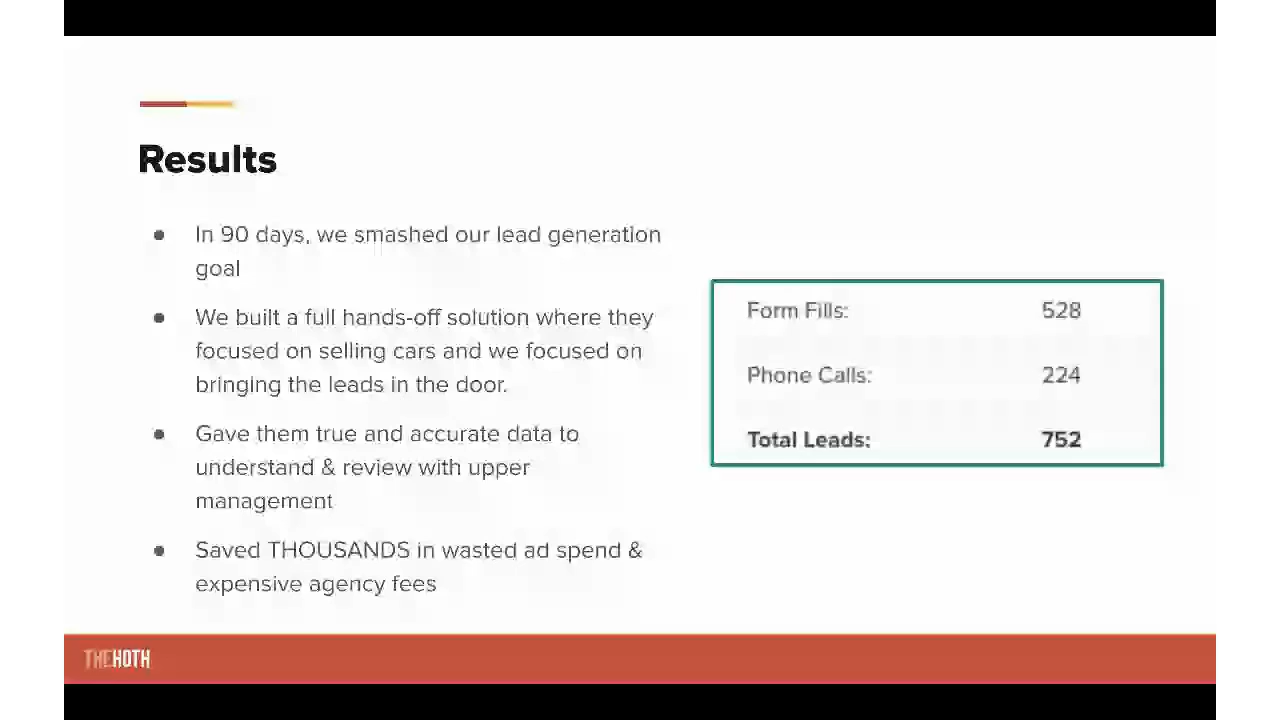 Results
● In 90 days, we smashed our lead generation
goal
● We built a full hands-off solution where they
focused on selling cars and we focused on
bringing the leads in the door.
● Gave them true and accurate data to
understand & review with upper
management
● Saved THOUSANDS in wasted ad spend &
expensive agency fees
Form Fills: 528
Phone Calls: 224
Total Leads: 752
THEHOTH